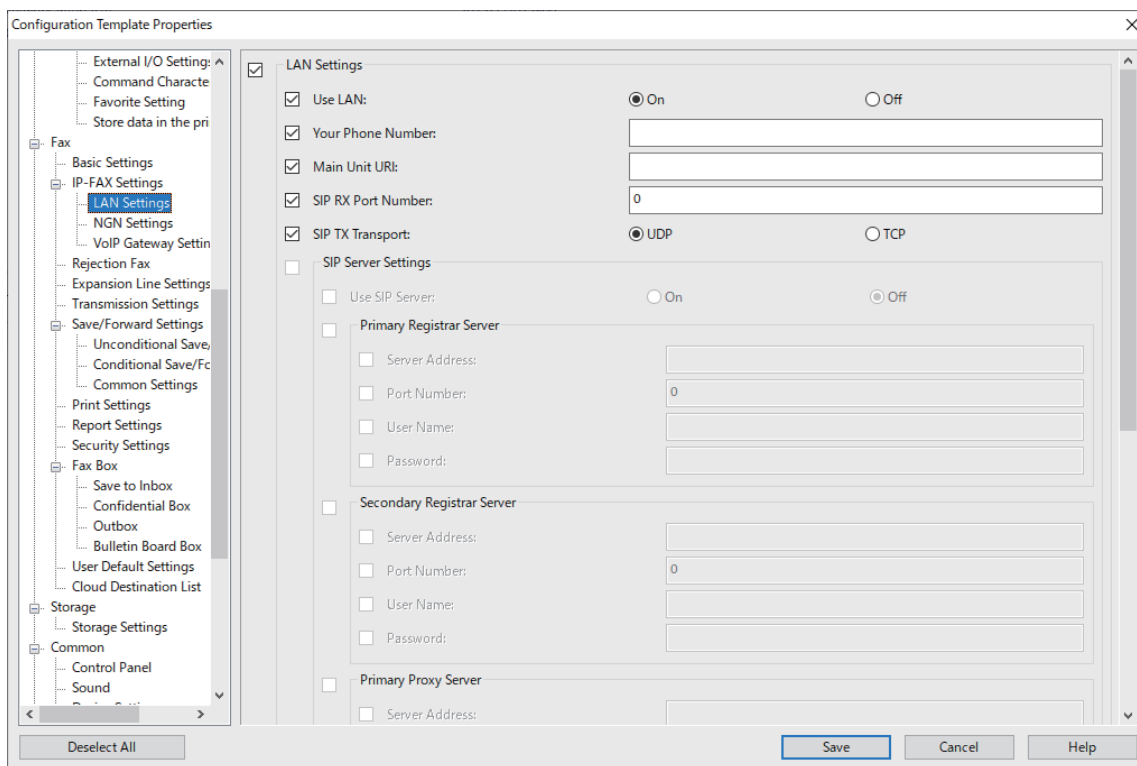 Configuration Template Properties
External I/O Setting:
Command Characte
Favorite Setting
Store data in the pri
Fax
Basic Settings
IP-FAX Settings
LAN Settings
NGN Settings
VoIP Gateway Settin
Rejection Fax
Expansion Line Settings
Transmission Settings
Save/Forward Settings
Unconditional Save/
Conditional Save/Fc
Common Settings
Print Settings
Report Settings
Security Settings
Fax Box
Save to Inbox
Confidential Box
Outbox
Bulletin Board Box
User Default Settings
Cloud Destination List
Storage
Storage Settings
Common
Control Panel
Sound
LAN Settings
Use LAN: On Off
Your Phone Number:
Main Unit URI:
SIP RX Port Number: 0
SIP TX Transport: UDP TCP
SIP Server Settings
Use SIP Server: On Off
Primary Registrar Server
Server Address:
Port Number: 0
User Name:
Password:
Secondary Registrar Server
Server Address:
Port Number: 0
User Name:
Password:
Primary Proxy Server
Server Address:
Deselect All Save Cancel Help